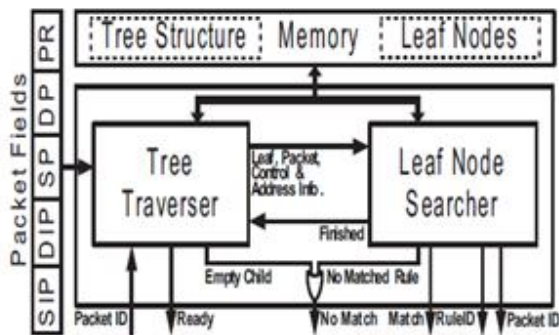 Packet Fields
PR
DP
SP
DIP
SIP
Tree Structure
Memory
Leaf Nodes
Tree
Traverser
Leaf, Packet,
Control &
Address Info.
Leaf Node
Searcher
Finished
Empty Child
No Matched Rule
Packet ID
Ready
No Match
Match
RuleID
Packet ID